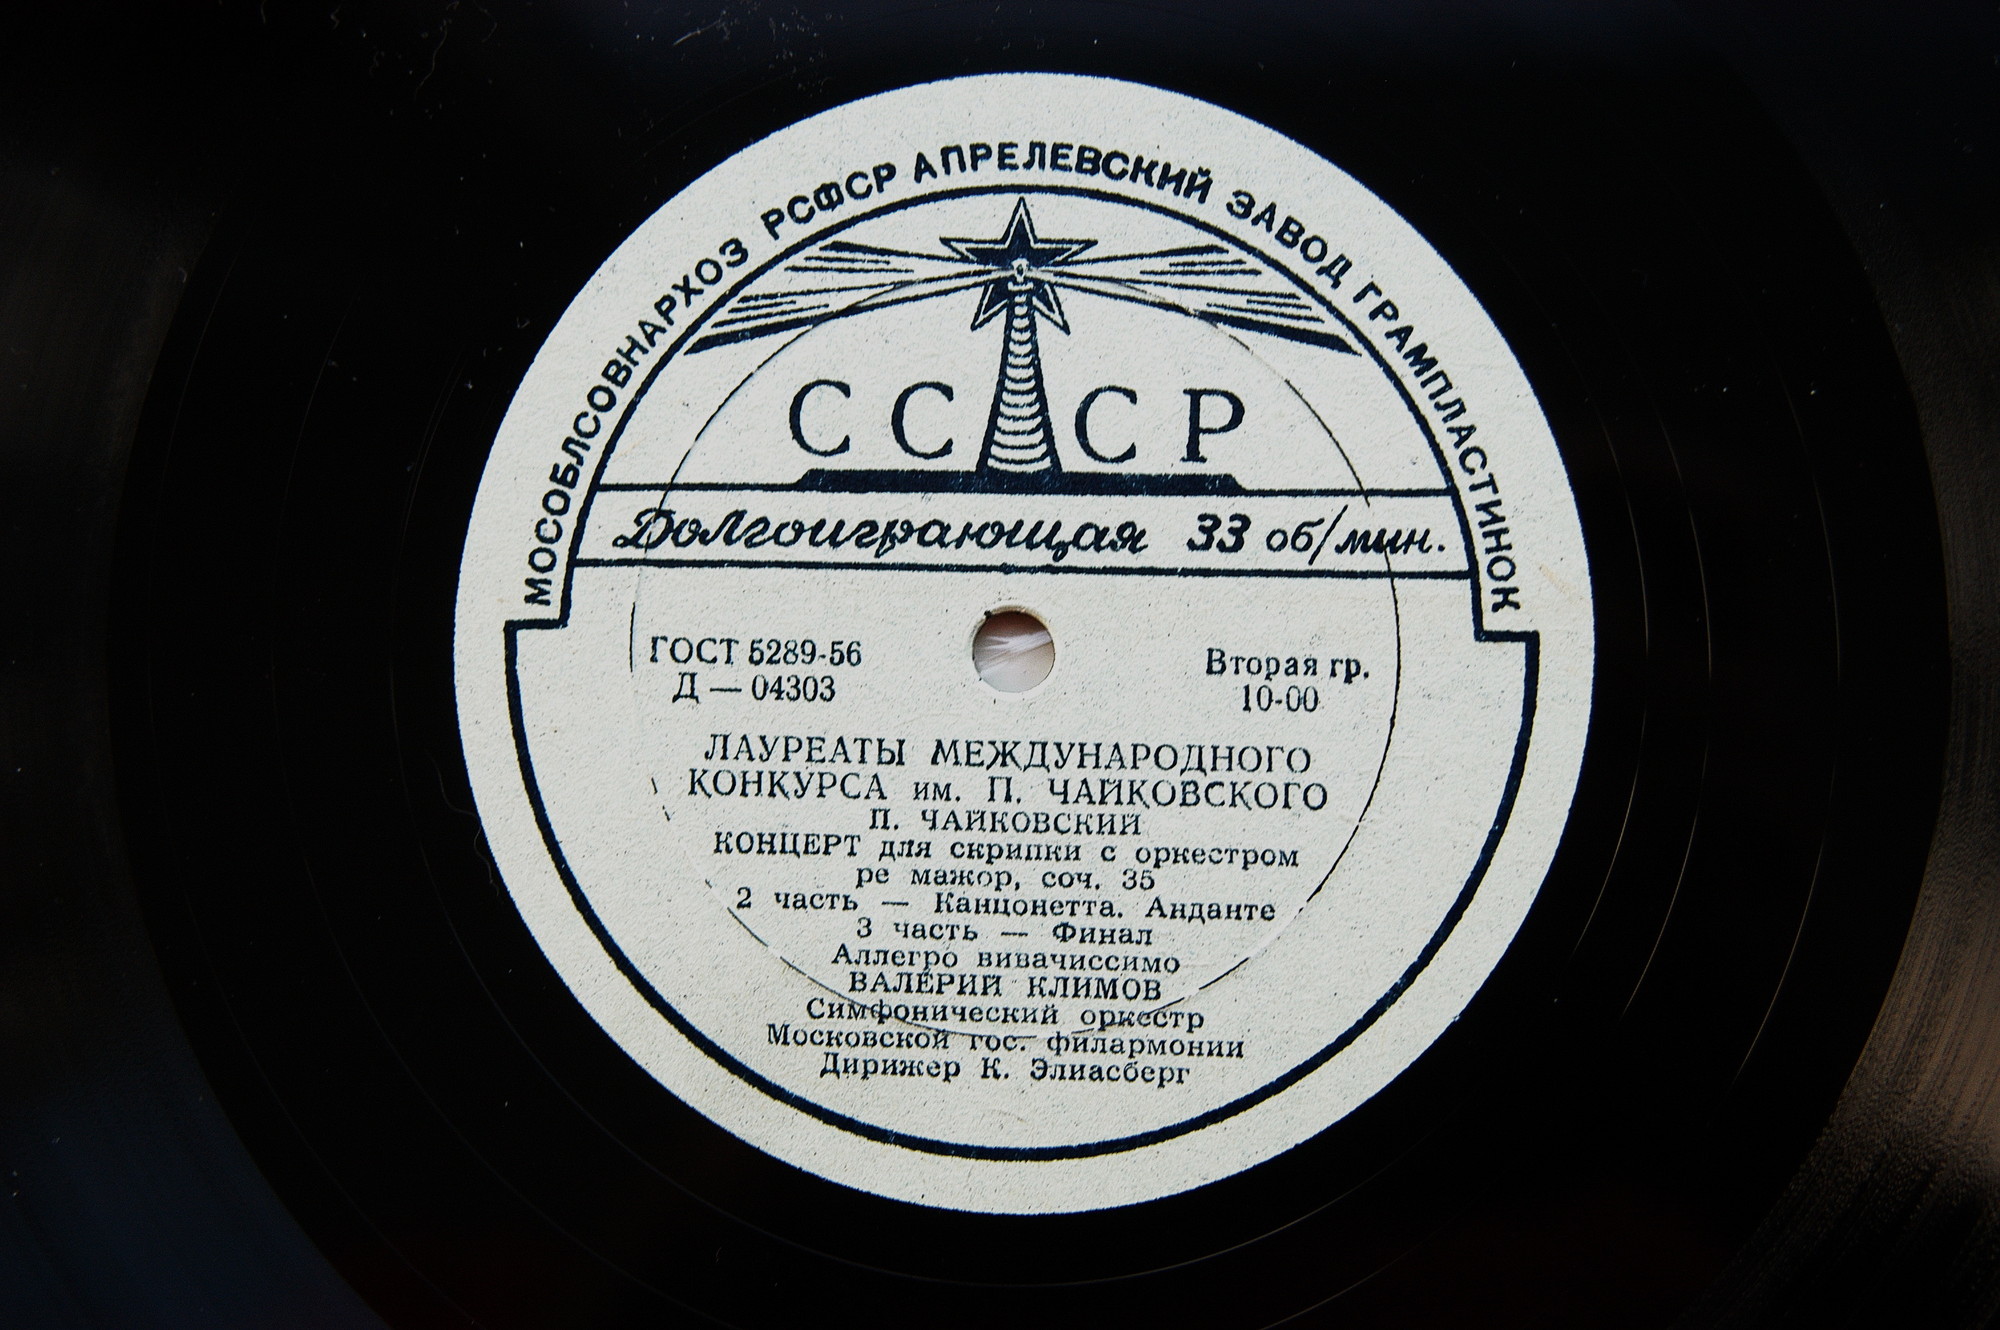 МОСОБЛСОВНАРХОЗ РСФСР АПРЕЛЕВСКИЙ ЗАВОД ГРАМПЛАСТИНОК
СССР
Долгоиграющая 33 об/мин.
ГОСТ 5289-56
Д — 04303
Вторая гр.
10-00
ЛАУРЕАТЫ МЕЖДУНАРОДНОГО
КОНКУРСА им. П. ЧАЙКОВСКОГО
П. ЧАЙКОВСКИЙ
КОНЦЕРТ для скрипки с оркестром
ре мажор, соч. 35
2 часть — Канцонетта. Анданте
3 часть — Финал
Аллегро вивачиссимо
ВАЛЕРИЙ КЛИМОВ
Симфонический оркестр
Московской гос. филармонии
Дирижер К. Элиасберг